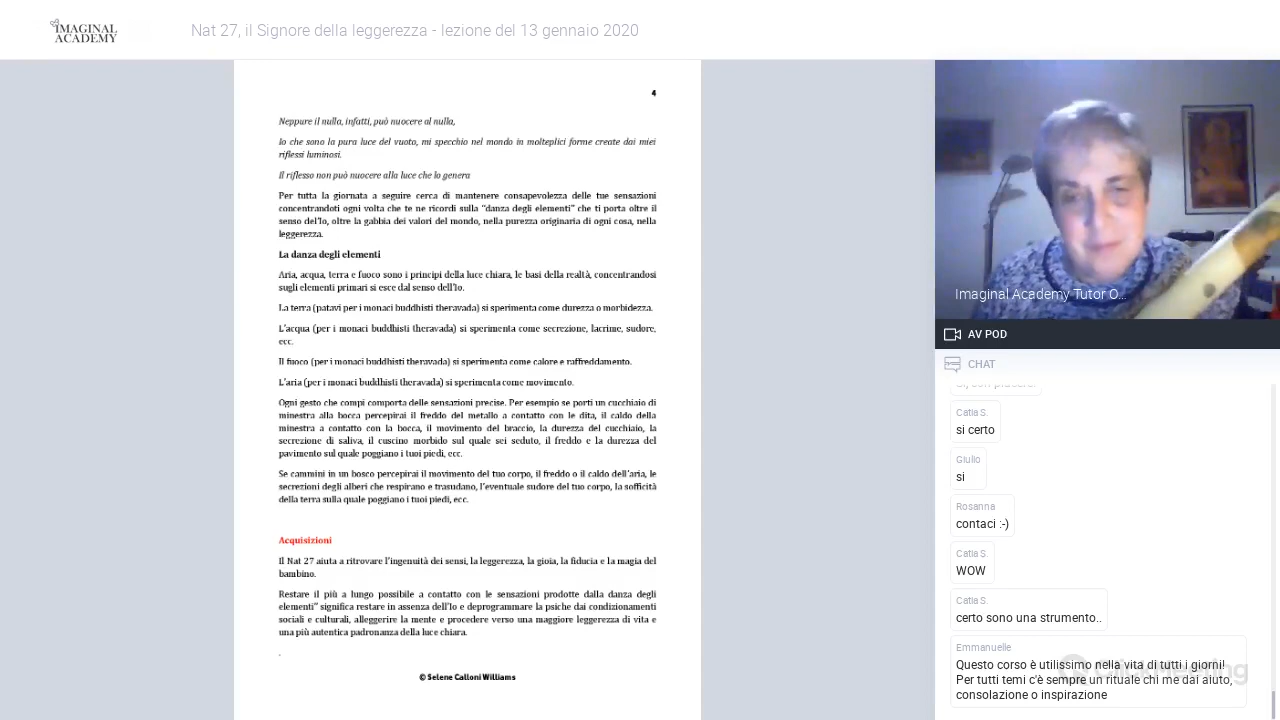 IMAGINAL
ACADEMY
Nat 27, il Signore della leggerezza - lezione del 13 gennaio 2020
4
Neppure il nulla, infatti, può nuocere al nulla,
Io che sono la pura luce del vuoto, mi specchio nel mondo in molteplici forme create dai miei
riflessi luminosi.
Il riflesso non può nuocere alla luce che lo genera
Per tutta la giornata a seguire cerca di mantenere consapevolezza delle tue sensazioni
concentrandoti ogni volta che te ne ricordi sulla “danza degli elementi” che ti porta oltre il
senso del’Io, oltre la gabbia dei valori del mondo, nella purezza originaria di ogni cosa, nella
leggerezza.
La danza degli elementi
Aria, acqua, terra e fuoco sono i principi della luce chiara, le basi della realtà, concentrandosi
sugli elementi primari si esce dal senso dell’Io.
La terra (patavi per i monaci buddhisti theravada) si sperimenta come durezza o morbidezza.
L’acqua (per i monaci buddhisti theravada) si sperimenta come secrezione, lacrime, sudore,
ecc.
Il fuoco (per i monaci buddhisti theravada) si sperimenta come calore e raffreddamento.
L’aria (per i monaci buddhisti theravada) si sperimenta come movimento.
Ogni gesto che compi comporta delle sensazioni precise. Per esempio se porti un cucchiaio di
minestra alla bocca percepirai il freddo del metallo a contatto con le dita, il caldo della
minestra a contatto con la bocca, il movimento del braccio, la durezza del cucchiaio, la
secrezione di saliva, il cuscino morbido sul quale sei seduto, il freddo e la durezza del
pavimento sul quale poggiano i tuoi piedi, ecc.
Se cammini in un bosco percepirai il movimento del tuo corpo, il freddo o il caldo dell’aria, le
secrezioni degli alberi che respirano e trasudano, l’eventuale sudore del tuo corpo, la sofficità
della terra sulla quale poggiano i tuoi piedi, ecc.
Acquisizioni
Il Nat 27 aiuta a ritrovare l’ingenuità dei sensi, la leggerezza, la gioia, la fiducia e la magia del
bambino.
Restare il più a lungo possibile a contatto con le sensazioni prodotte dalla danza degli
elementi” significa restare in assenza dell’Io e deprogrammare la psiche dai condizionamenti
sociali e culturali, alleggerire la mente e procedere verso una maggiore leggerezza di vita e
una più autentica padronanza della luce chiara.
.
© Selene Calloni Williams
Imaginal Academy Tutor O...
AV POD
CHAT
Catia S.
si certo
Giulio
si
Rosanna
contaci :-)
Catia S.
WOW
Catia S.
certo sono una strumento..
Emmanuelle
Questo corso è utilissimo nella vita di tutti i giorni!
Per tutti temi c'è sempre un rituale chi me dai aiuto,
consolazione o inspirazione
ClickMeeting